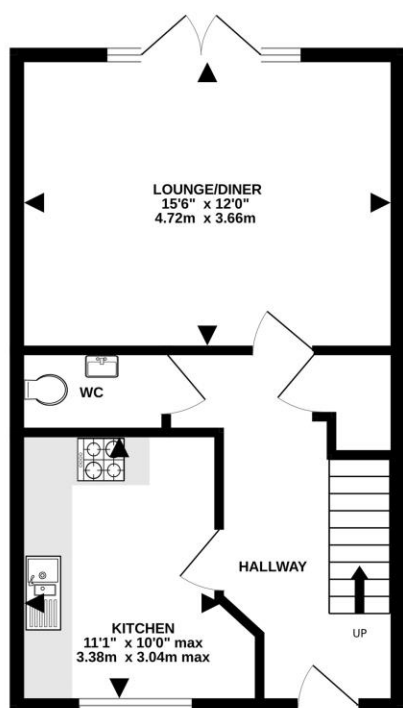 LOUNGE/DINER
15'6" x 12'0"
4.72m x 3.66m
WC
HALLWAY
KITCHEN
11'1" x 10'0" max
3.38m x 3.04m max
UP